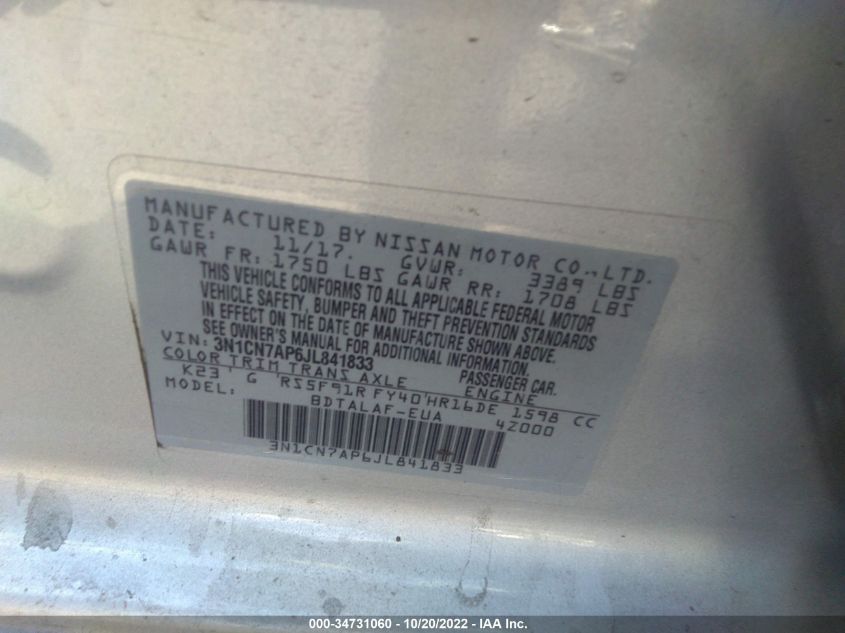 MANUFACTURED BY NISSAN MOTOR CO.,LTD.
DATE: 11/17. GVWR: 3389 LBS
GAWR FR: 1750 LBS GAWR RR: 1708 LBS
THIS VEHICLE CONFORMS TO ALL APPLICABLE FEDERAL MOTOR
VEHICLE SAFETY, BUMPER AND THEFT PREVENTION STANDARDS
IN EFFECT ON THE DATE OF MANUFACTURE SHOWN ABOVE.
SEE OWNER'S MANUAL FOR ADDITIONAL INFORMATION.
VIN: 3N1CN7AP6JL841833 PASSENGER CAR.
COLOR TRIM TRANS AXLE ENGINE
K23 ' G 'RS5F91R FY40'HR16DE 1598 CC
MODEL: BDTALAF-EUA 4Z000
3N1CN7AP6JL841833
000-34731060 - 10/20/2022 - IAA Inc.